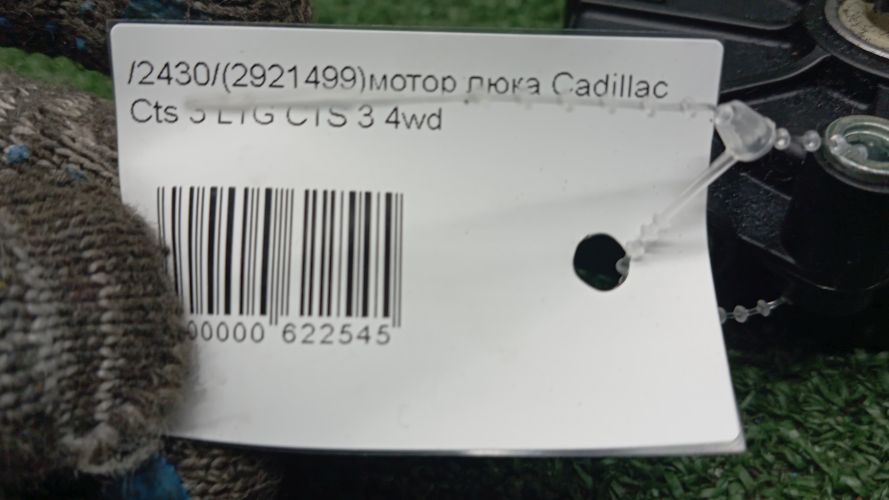 /2430/(2921499)мотор люка Cadillac
Cts 3 LTG CTS 3 4wd
00000 622545